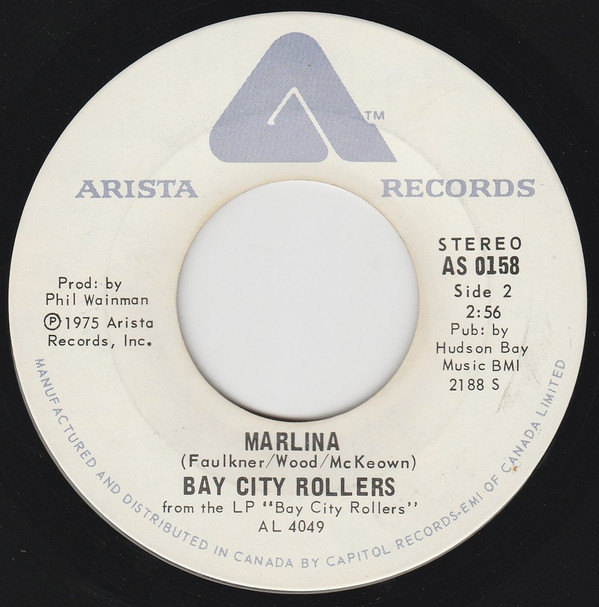 TM
ARISTA RECORDS
STEREO
AS 0158
Side 2
2:56
Pub: by
Hudson Bay
Music BMI
2188 S
Prod: by
Phil Wainman
Ⓟ1975 Arista
Records, Inc.
MARLINA
(Faulkner/Wood/McKeown)
BAY CITY ROLLERS
from the LP "Bay City Rollers"
AL 4049
MANUFACTURED AND DISTRIBUTED IN CANADA BY CAPITOL RECORDS-EMI OF CANADA LIMITED